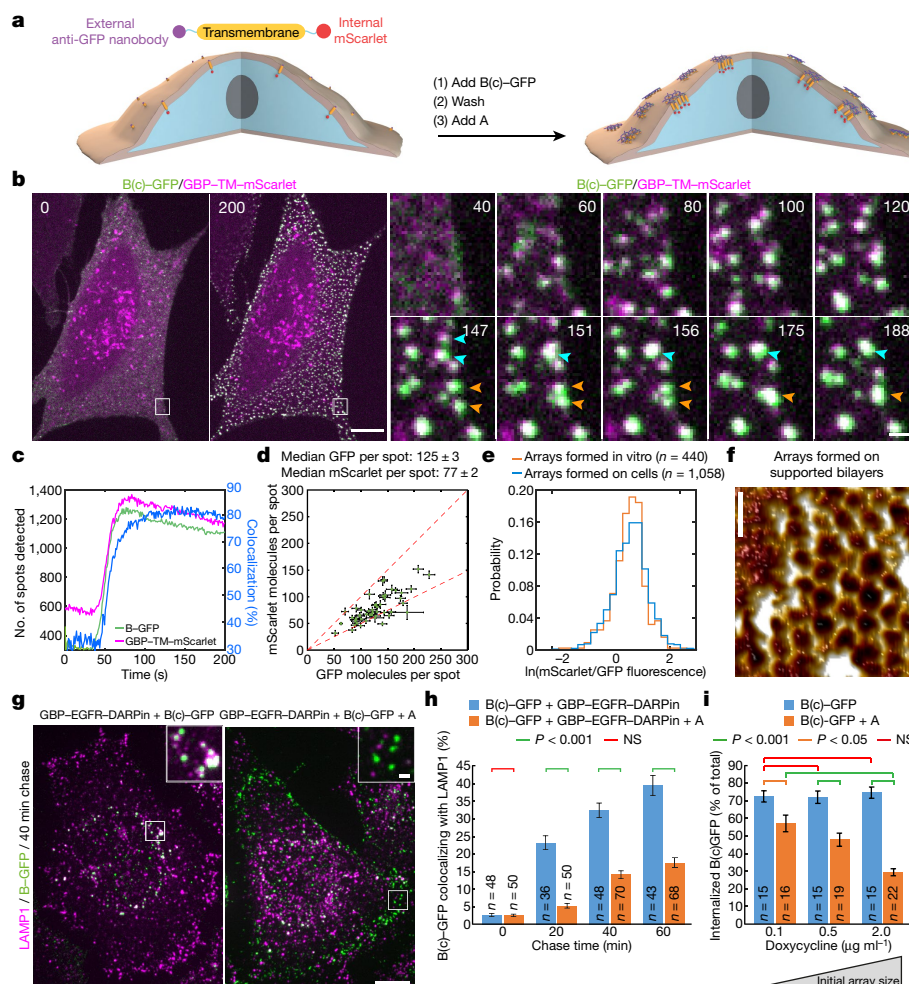 a
External
anti-GFP nanobody
Transmembrane
Internal
mScarlet
(1) Add B(c)–GFP
(2) Wash
(3) Add A
b
B(c)–GFP/GBP–TM–mScarlet
B(c)–GFP/GBP–TM–mScarlet
0
200
40
60
80
100
120
147
151
156
175
188
c
No. of spots detected
1,400
1,200
1,000
800
600
400
90
80
70
60
50
40
30
Colocalization (%)
B–GFP
GBP–TM–mScarlet
0 50 100 150 200
Time (s)
d
Median GFP per spot: 125 ± 3
Median mScarlet per spot: 77 ± 2
mScarlet molecules per spot
300
250
200
150
100
50
0
0 50 100 150 200 250 300
GFP molecules per spot
e
Arrays formed in vitro (n = 440)
Arrays formed on cells (n = 1,058)
Probability
0.20
0.16
0.12
0.08
0.04
0
–2 0 2
ln(mScarlet/GFP fluorescence)
f
Arrays formed on
supported bilayers
g
GBP–EGFR–DARPin + B(c)–GFP
GBP–EGFR–DARPin + B(c)–GFP + A
LAMP1 / B–GFP / 40 min chase
h
B(c)–GFP + GBP–EGFR–DARPin
B(c)–GFP + GBP–EGFR–DARPin + A
P < 0.001
NS
B(c)–GFP colocalizing with LAMP1 (%)
45
40
35
30
25
20
15
10
5
0
n = 48
n = 50
n = 36
n = 50
n = 48
n = 70
n = 43
n = 68
0 20 40 60
Chase time (min)
i
B(c)–GFP
B(c)–GFP + A
P < 0.001
P < 0.05
NS
Internalized B(c)GFP (% of total)
90
80
70
60
50
40
30
20
10
0
n = 15
n = 16
n = 15
n = 19
n = 15
n = 22
0.1 0.5 2.0
Doxycycline (μg ml–1)
Initial array size